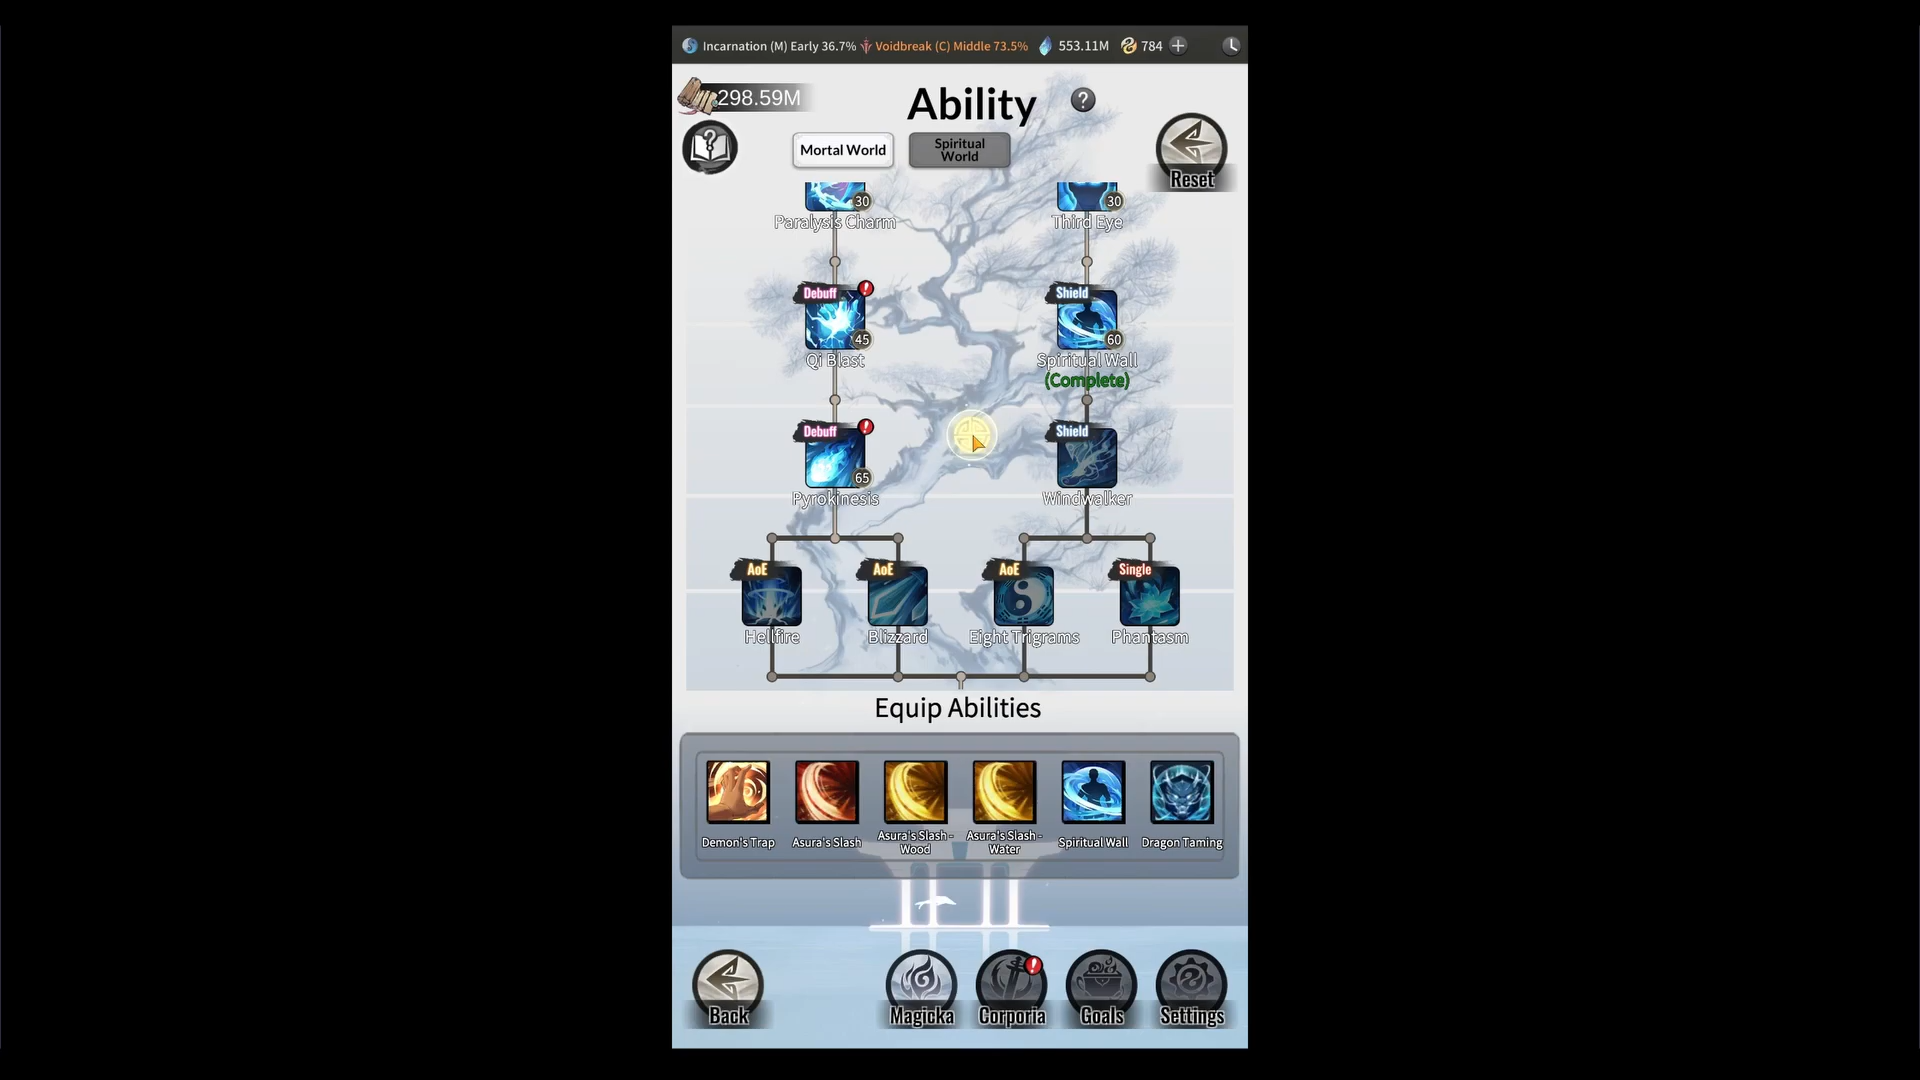 Incarnation (M) Early 36.7% Voidbreak (C) Middle 73.5% 553.11M 784 +
298.59M
Ability ?
?
Mortal World
Spiritual
World
Reset
30
30
Paralysis Charm
Third Eye
Debuff !
Shield
45
60
Qi Blast
Spiritual Wall
(Complete)
Debuff !
Shield
65
Pyrokinesis
Windwalker
AoE
AoE
AoE
Single
Hellfire
Blizzard
Eight Trigrams
Phantasm
Equip Abilities
Demon's Trap
Asura's Slash
Asura's Slash -
Wood
Asura's Slash -
Water
Spiritual Wall
Dragon Taming
!
Back
Magicka
Corporia
Goals
Settings